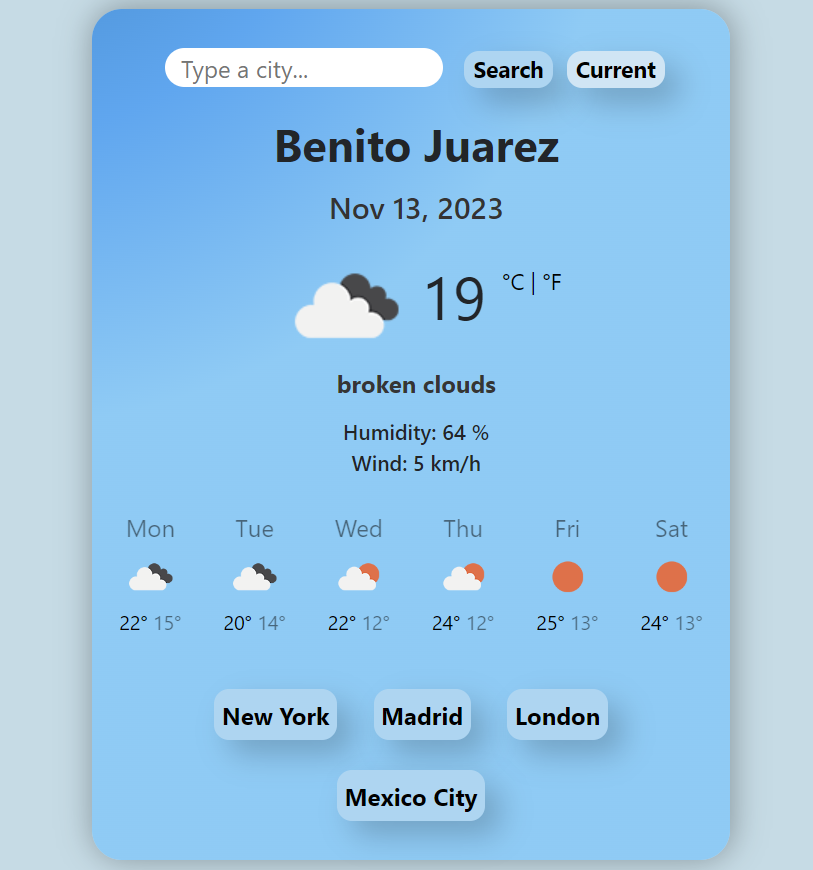 Type a city... Search Current
Benito Juarez
Nov 13, 2023
19 °C | °F
broken clouds
Humidity: 64 %
Wind: 5 km/h
Mon Tue Wed Thu Fri Sat
22° 15° 20° 14° 22° 12° 24° 12° 25° 13° 24° 13°
New York Madrid London
Mexico City